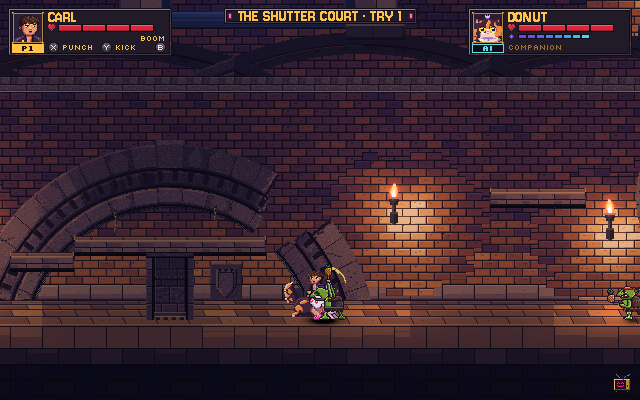 CARL
P1
BOOM
X PUNCH Y KICK B
THE SHUTTER COURT · TRY 1
DONUT
AI
COMPANION